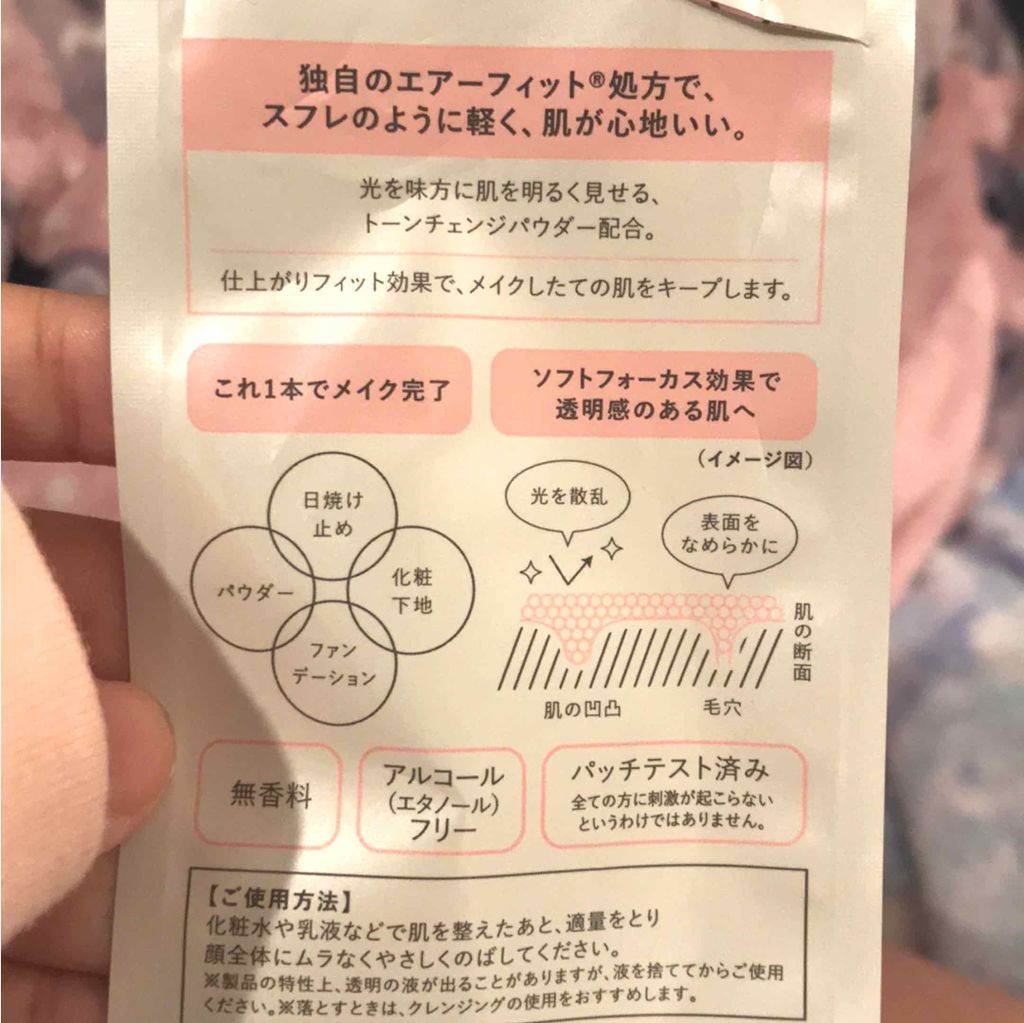 独自のエアーフィット®処方で、
スフレのように軽く、肌が心地いい。
光を味方に肌を明るく見せる、
トーンチェンジパウダー配合。
仕上がりフィット効果で、メイクしたての肌をキープします。
これ1本でメイク完了
日焼け
止め
パウダー
化粧
下地
ファン
デーション
ソフトフォーカス効果で
透明感のある肌へ
（イメージ図）
光を散乱
表面を
なめらかに
肌の断面
肌の凹凸
毛穴
無香料
アルコール
（エタノール）
フリー
パッチテスト済み
全ての方に刺激が起こらない
というわけではありません。
【ご使用方法】
化粧水や乳液などで肌を整えたあと、適量をとり
顔全体にムラなくやさしくのばしてください。
※製品の特性上、透明の液が出ることがありますが、液を捨ててからご使用
ください。※落とすときは、クレンジングの使用をおすすめします。